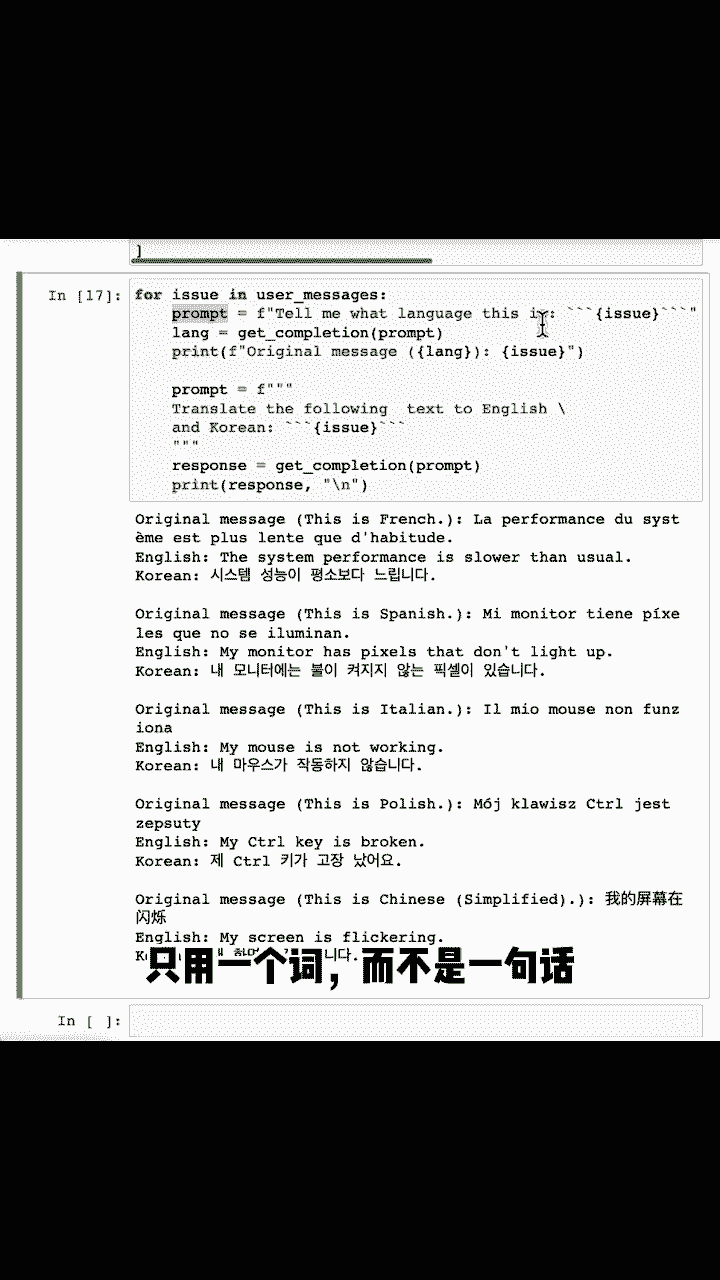 ]
In [17]:
for issue in user_messages:
prompt = f"Tell me what language this is: ```{issue}```"
lang = get_completion(prompt)
print(f"Original message ({lang}): {issue}")
prompt = f"""
Translate the following  text to English \
and Korean: ```{issue}```
"""
response = get_completion(prompt)
print(response, "\n")
Original message (This is French.): La performance du syst
ème est plus lente que d'habitude.
English: The system performance is slower than usual.
Korean: 시스템 성능이 평소보다 느립니다.
Original message (This is Spanish.): Mi monitor tiene píxe
les que no se iluminan.
English: My monitor has pixels that don't light up.
Korean: 내 모니터에는 불이 켜지지 않는 픽셀이 있습니다.
Original message (This is Italian.): Il mio mouse non funz
iona
English: My mouse is not working.
Korean: 내 마우스가 작동하지 않습니다.
Original message (This is Polish.): Mój klawisz Ctrl jest
zepsuty
English: My Ctrl key is broken.
Korean: 제 Ctrl 키가 고장 났어요.
Original message (This is Chinese (Simplified).): 我的屏幕在
闪烁
English: My screen is flickering.
只用一个词，而不是一句话
In [ ]: